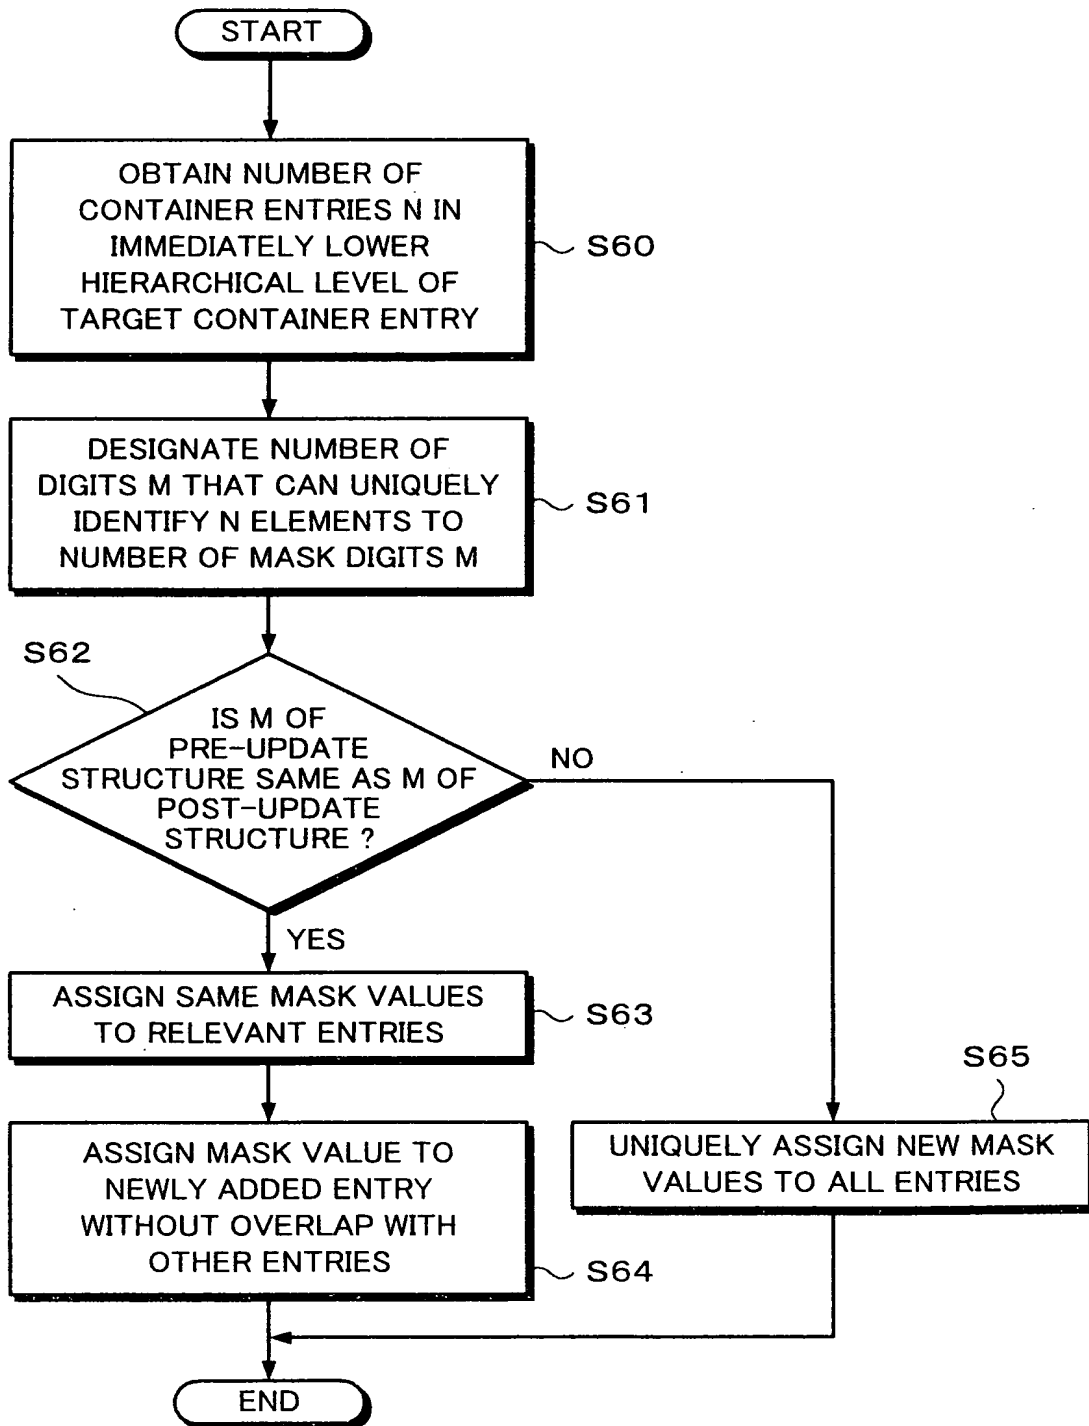 START
OBTAIN NUMBER OF
CONTAINER ENTRIES N IN
IMMEDIATELY LOWER
HIERARCHICAL LEVEL OF
TARGET CONTAINER ENTRY
S60
DESIGNATE NUMBER OF
DIGITS M THAT CAN UNIQUELY
IDENTIFY N ELEMENTS TO
NUMBER OF MASK DIGITS M
S61
S62
IS M OF
PRE-UPDATE
STRUCTURE SAME AS M OF
POST-UPDATE
STRUCTURE ?
NO
YES
ASSIGN SAME MASK VALUES
TO RELEVANT ENTRIES
S63
S65
UNIQUELY ASSIGN NEW MASK
VALUES TO ALL ENTRIES
ASSIGN MASK VALUE TO
NEWLY ADDED ENTRY
WITHOUT OVERLAP WITH
OTHER ENTRIES
S64
END